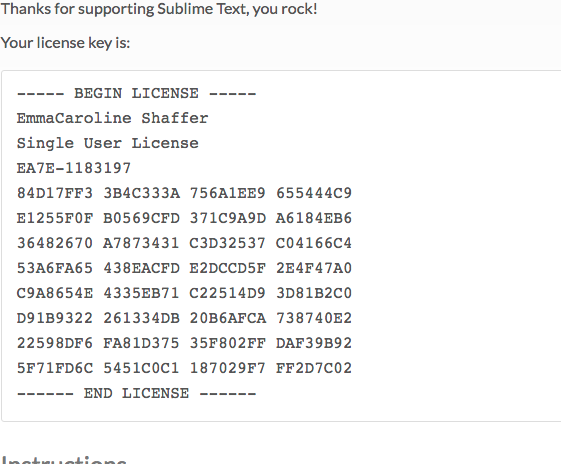 Thanks for supporting Sublime Text, you rock!
Your license key is:
----- BEGIN LICENSE -----
EmmaCaroline Shaffer
Single User License
EA7E-1183197
84D17FF3 3B4C333A 756A1EE9 655444C9
E1255F0F B0569CFD 371C9A9D A6184EB6
36482670 A7873431 C3D32537 C04166C4
53A6FA65 438EACFD E2DCCD5F 2E4F47A0
C9A8654E 4335EB71 C22514D9 3D81B2C0
D91B9322 261334DB 20B6AFCA 738740E2
22598DF6 FA81D375 35F802FF DAF39B92
5F71FD6C 5451C0C1 187029F7 FF2D7C02
------ END LICENSE ------
Instructions